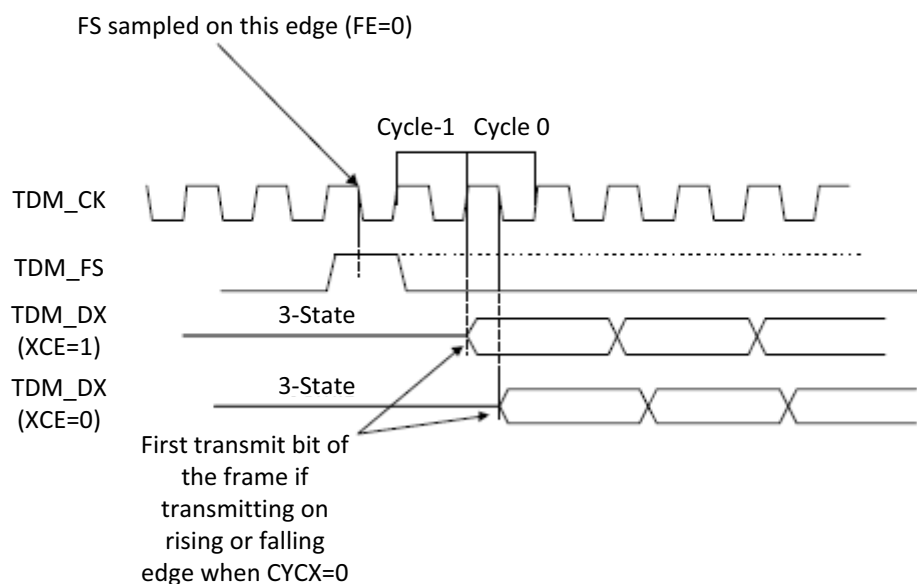 FS sampled on this edge (FE=0)
Cycle-1 Cycle 0
TDM_CK
TDM_FS
TDM_DX
(XCE=1)
3-State
TDM_DX
(XCE=0)
3-State
First transmit bit of
the frame if
transmitting on
rising or falling
edge when CYCX=0